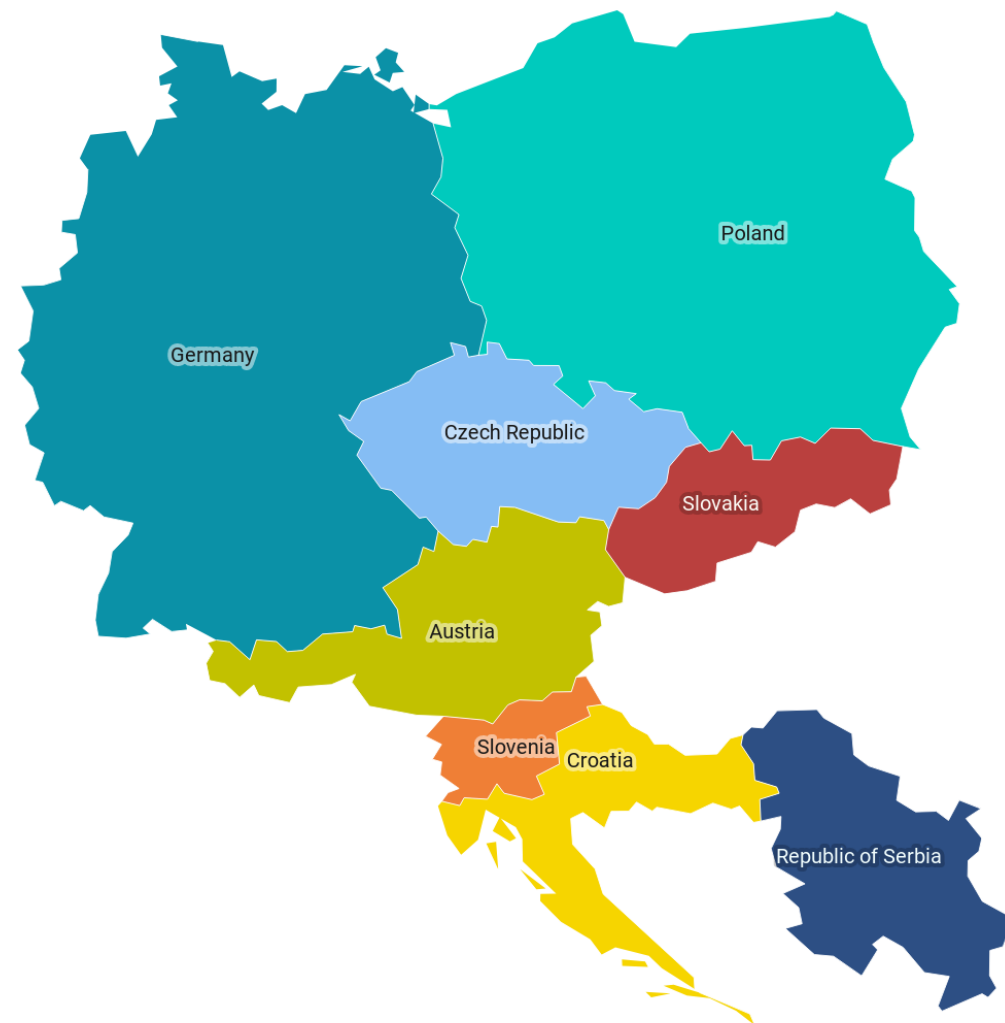 Poland
Germany
Czech Republic
Slovakia
Austria
Slovenia
Croatia
Republic of Serbia